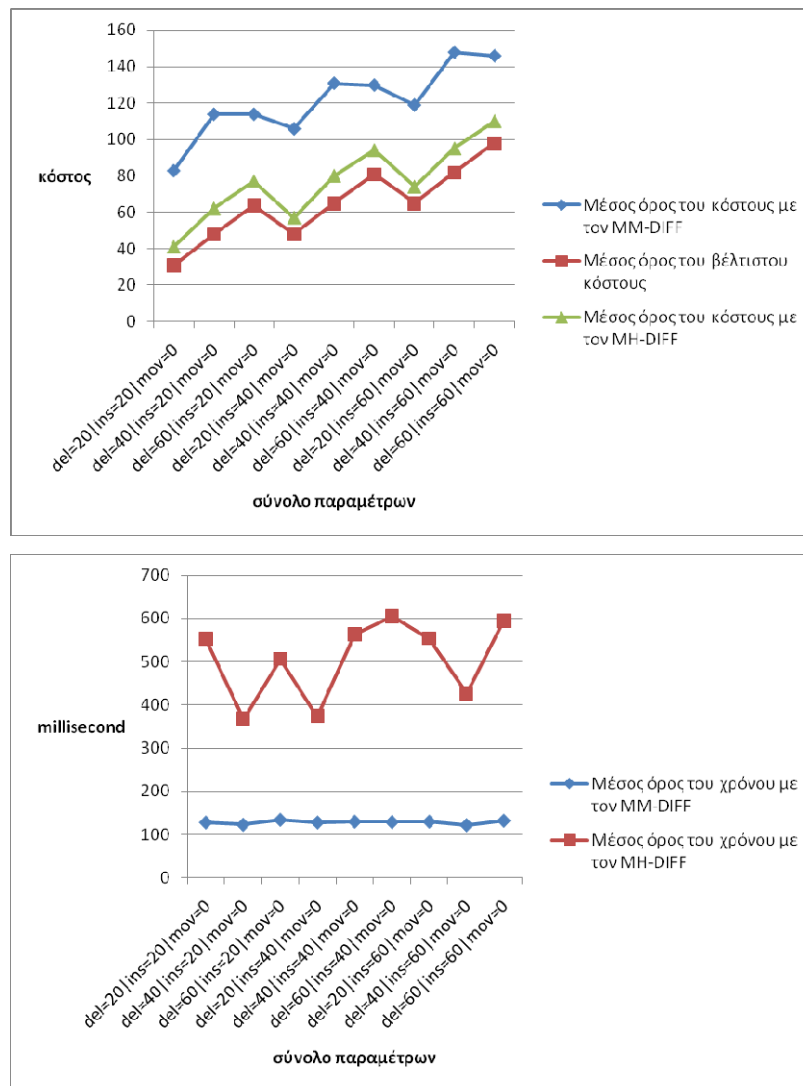 160
140
120
100
80
60
40
20
0
κόστος
del=20|ins=20|mov=0
del=40|ins=20|mov=0
del=60|ins=20|mov=0
del=20|ins=40|mov=0
del=40|ins=40|mov=0
del=60|ins=40|mov=0
del=20|ins=60|mov=0
del=40|ins=60|mov=0
del=60|ins=60|mov=0
σύνολο παραμέτρων
Μέσος όρος του κόστους με
τον MM-DIFF
Μέσος όρος του βέλτιστου
κόστους
Μέσος όρος του κόστους με
τον MH-DIFF
700
600
500
400
300
200
100
0
millisecond
del=20|ins=20|mov=0
del=40|ins=20|mov=0
del=60|ins=20|mov=0
del=20|ins=40|mov=0
del=40|ins=40|mov=0
del=60|ins=40|mov=0
del=20|ins=60|mov=0
del=40|ins=60|mov=0
del=60|ins=60|mov=0
σύνολο παραμέτρων
Μέσος όρος του χρόνου με
τον MM-DIFF
Μέσος όρος του χρόνου με
τον MH-DIFF